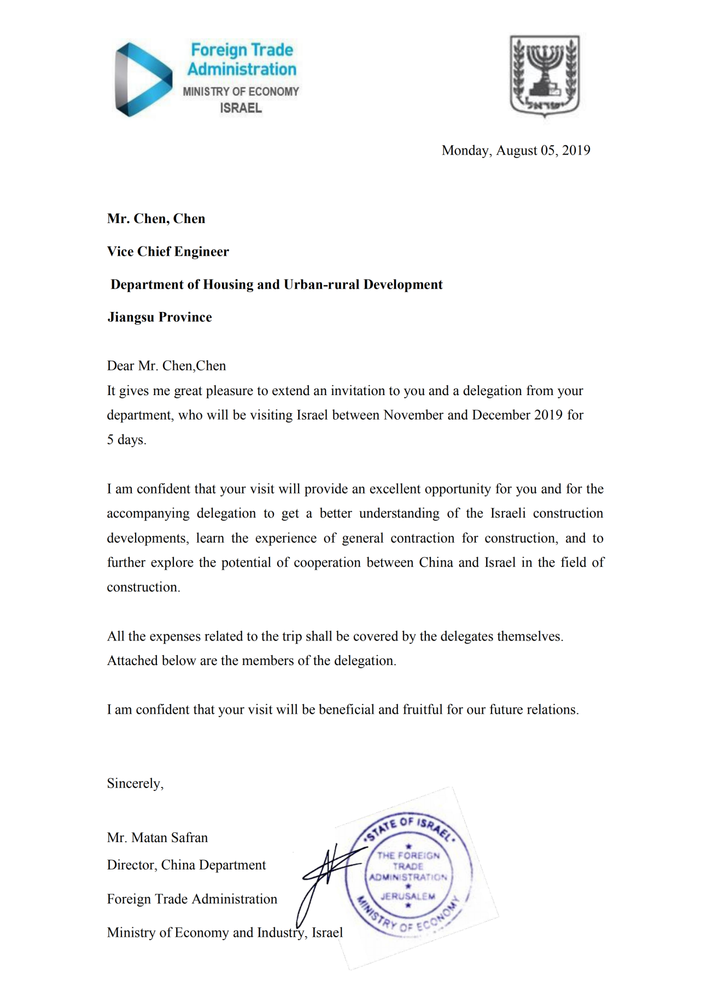 Foreign Trade
Administration
MINISTRY OF ECONOMY
ISRAEL
ישראל
Monday, August 05, 2019
Mr. Chen, Chen
Vice Chief Engineer
Department of Housing and Urban-rural Development
Jiangsu Province
Dear Mr. Chen,Chen
It gives me great pleasure to extend an invitation to you and a delegation from your
department, who will be visiting Israel between November and December 2019 for
5 days.
I am confident that your visit will provide an excellent opportunity for you and for the
accompanying delegation to get a better understanding of the Israeli construction
developments, learn the experience of general contraction for construction, and to
further explore the potential of cooperation between China and Israel in the field of
construction.
All the expenses related to the trip shall be covered by the delegates themselves.
Attached below are the members of the delegation.
I am confident that your visit will be beneficial and fruitful for our future relations.
Sincerely,
Mr. Matan Safran
Director, China Department
Foreign Trade Administration
Ministry of Economy and Industry, Israel
STATE OF ISRAEL
THE FOREIGN
TRADE
ADMINISTRATION
JERUSALEM
MINISTRY OF ECONOMY